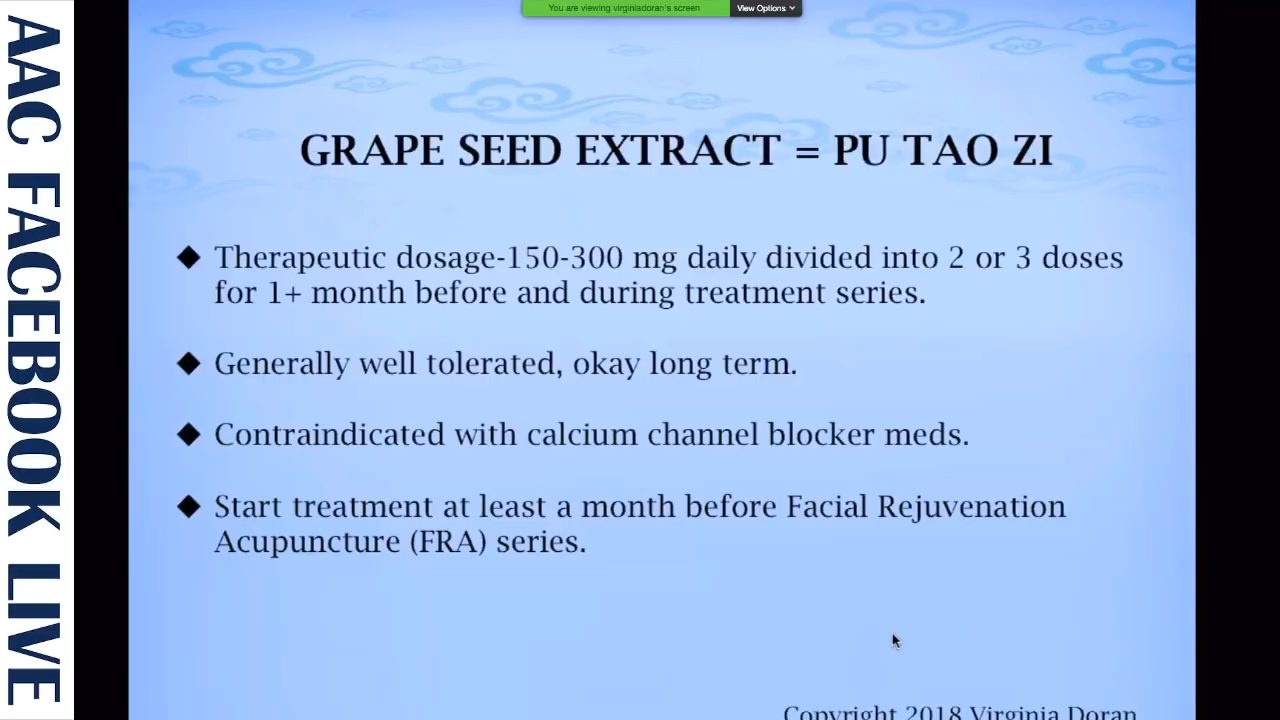 You are viewing virginiadoran's screen
View Options
AAC FACEBOOK LIVE
GRAPE SEED EXTRACT = PU TAO ZI
◆ Therapeutic dosage-150-300 mg daily divided into 2 or 3 doses
for 1+ month before and during treatment series.
◆ Generally well tolerated, okay long term.
◆ Contraindicated with calcium channel blocker meds.
◆ Start treatment at least a month before Facial Rejuvenation
Acupuncture (FRA) series.
Copyright 2018 Virginia Doran